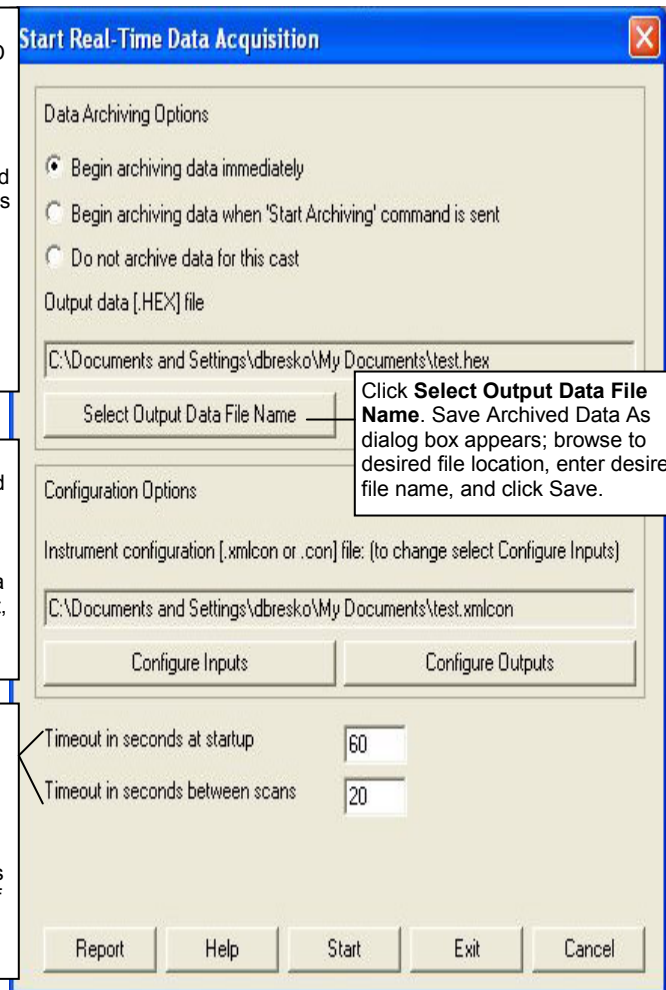 Start Real-Time Data Acquisition
Data Archiving Options
Begin archiving data immediately
Begin archiving data when 'Start Archiving' command is sent
Do not archive data for this cast
Output data [.HEX] file
C:\Documents and Settings\dbresko\My Documents\test.hex
Select Output Data File Name
Click Select Output Data File
Name. Save Archived Data As
dialog box appears; browse to
desired file location, enter desire
file name, and click Save.
Configuration Options
Instrument configuration [.xmlcon or .con] file: (to change select Configure Inputs)
C:\Documents and Settings\dbresko\My Documents\test.xmlcon
Configure Inputs
Configure Outputs
Timeout in seconds at startup
60
Timeout in seconds between scans
20
Report
Help
Start
Exit
Cancel